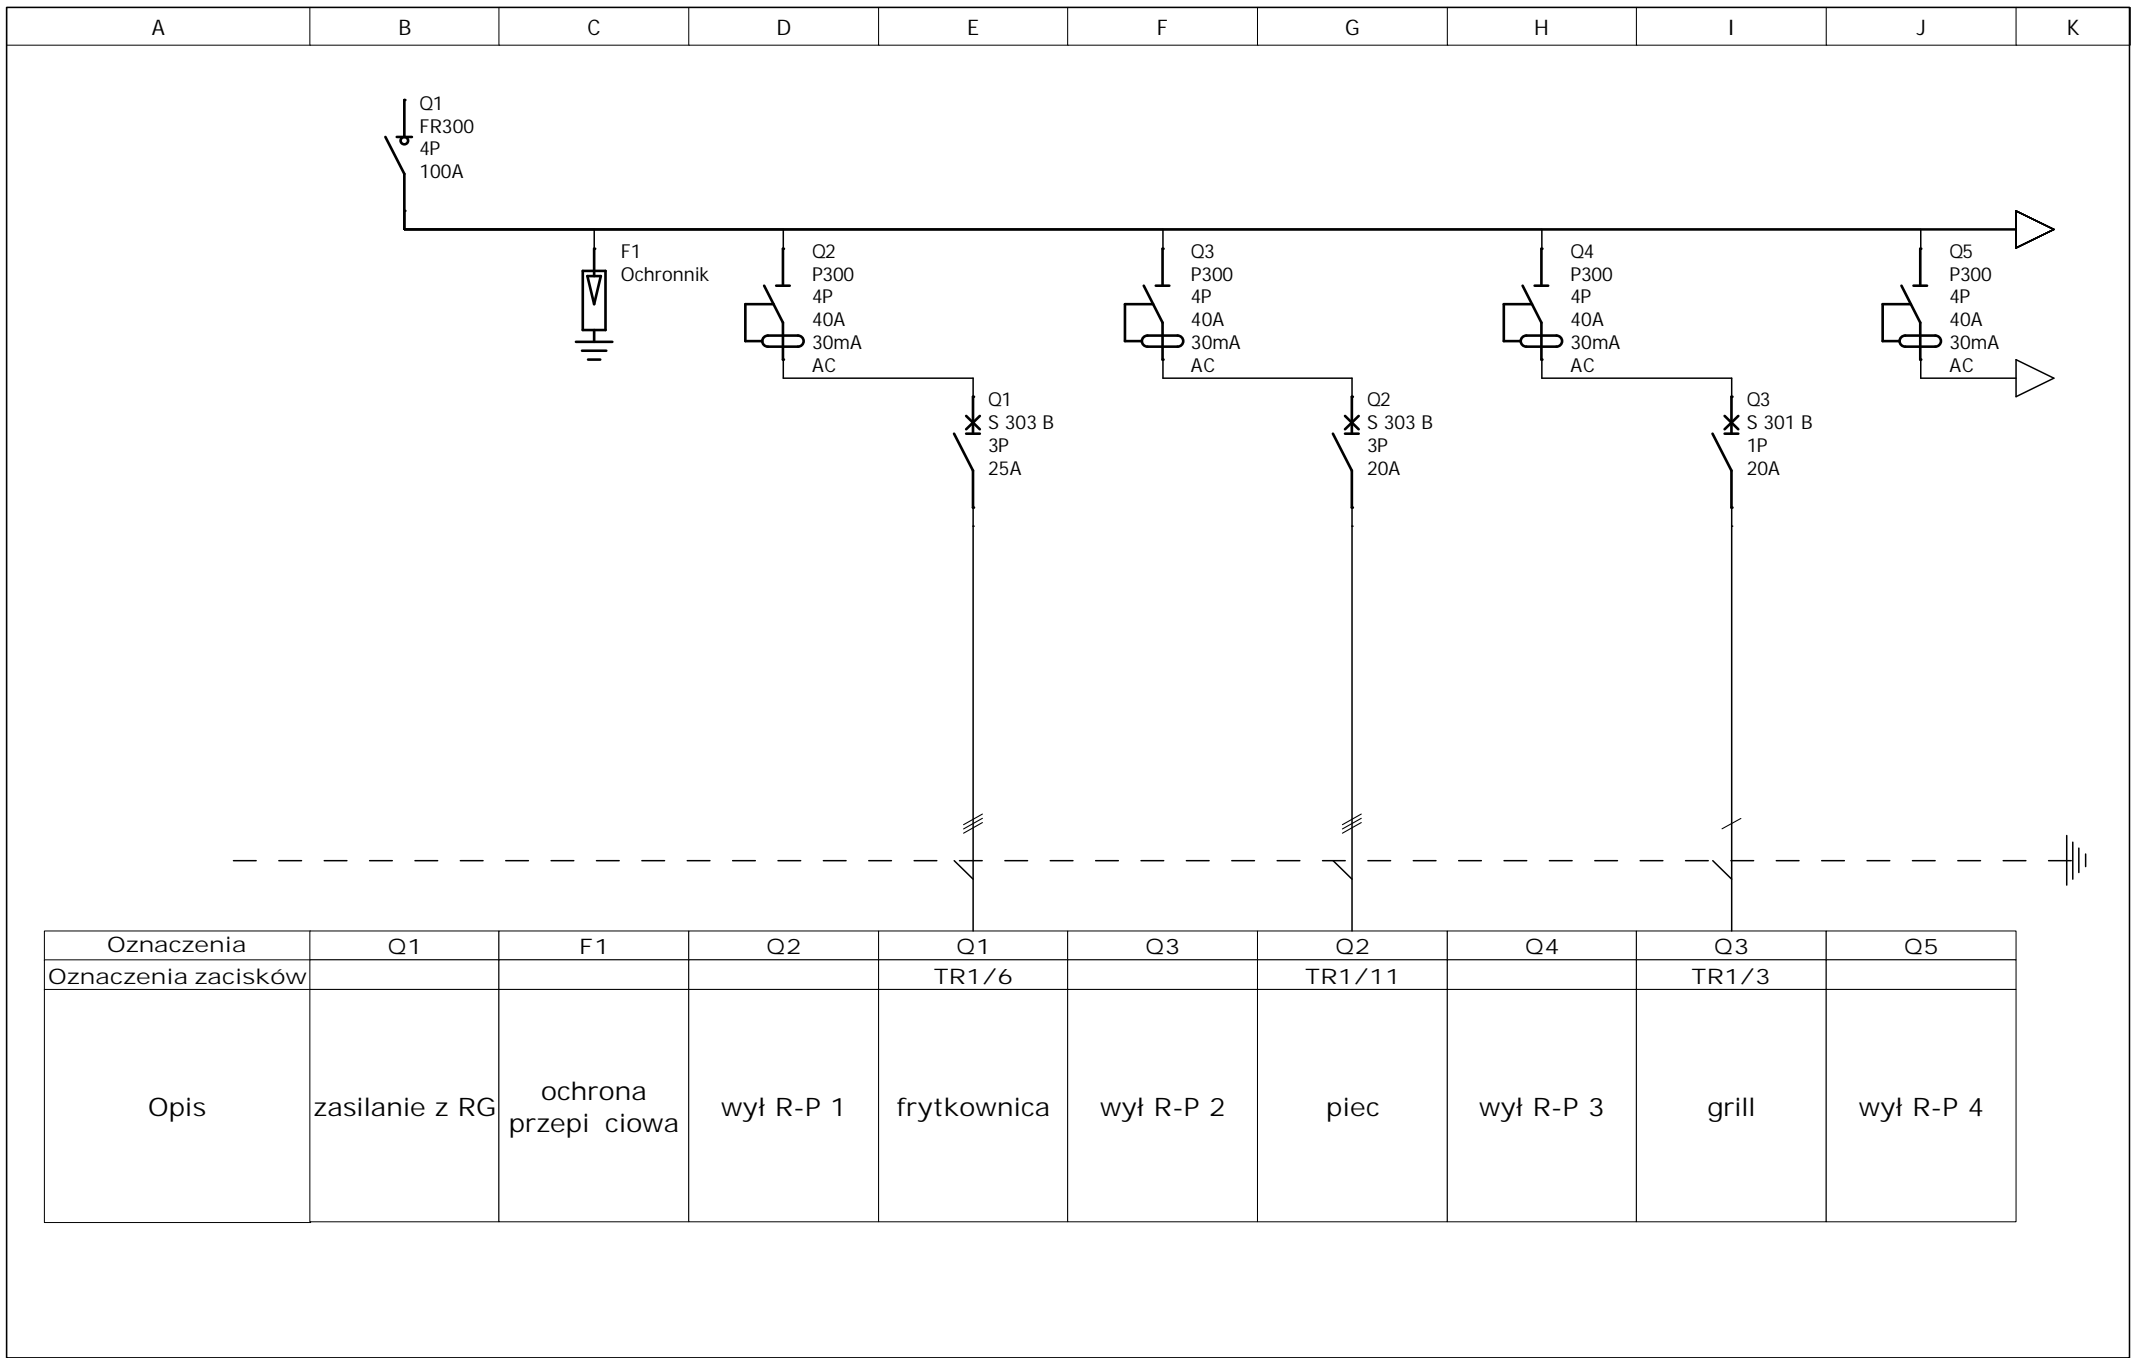 A B C D E F G H I J K
Q1
FR300
4P
100A
F1
Ochronnik
Q2
P300
4P
40A
30mA
AC
Q3
P300
4P
40A
30mA
AC
Q4
P300
4P
40A
30mA
AC
Q5
P300
4P
40A
30mA
AC
Q1
S 303 B
3P
25A
Q2
S 303 B
3P
20A
Q3
S 301 B
1P
20A
Oznaczenia Q1 F1 Q2 Q1 Q3 Q2 Q4 Q3 Q5
Oznaczenia zacisków TR1/6 TR1/11 TR1/3
Opis
zasilanie z RG
ochrona
przepi ciowa
wył R-P 1
frytkownica
wył R-P 2
piec
wył R-P 3
grill
wył R-P 4